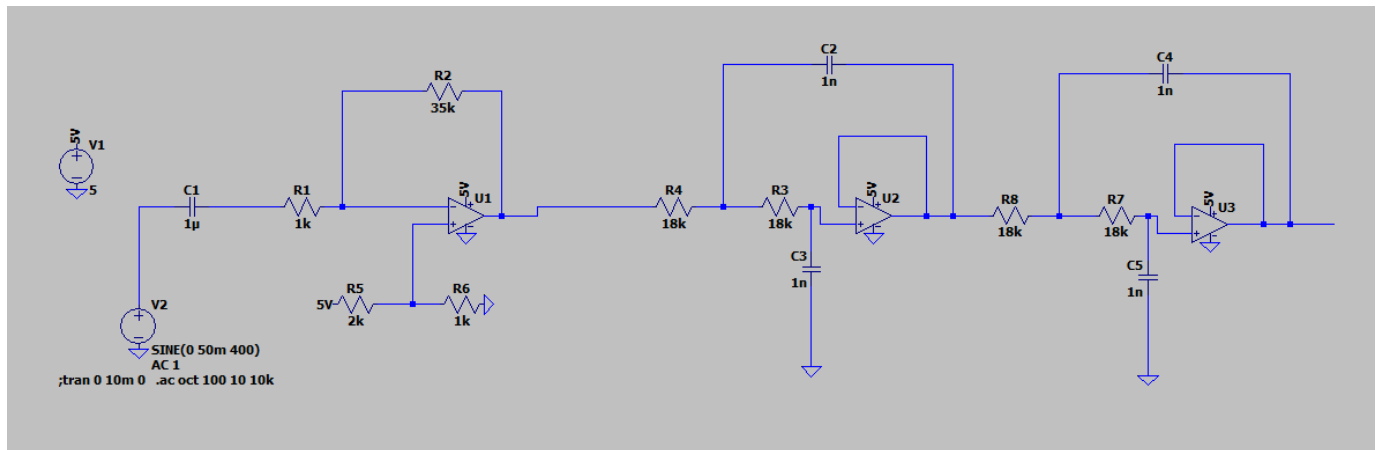 5V
V1
5
C1
1µ
R1
1k
R2
35k
5V
U1
V2
SINE(0 50m 400)
AC 1
;tran 0 10m 0 .ac oct 100 10 10k
5V
R5
2k
R6
1k
R4
18k
C2
1n
R3
18k
5V
U2
C3
1n
R8
18k
C4
1n
R7
18k
5V
U3
C5
1n